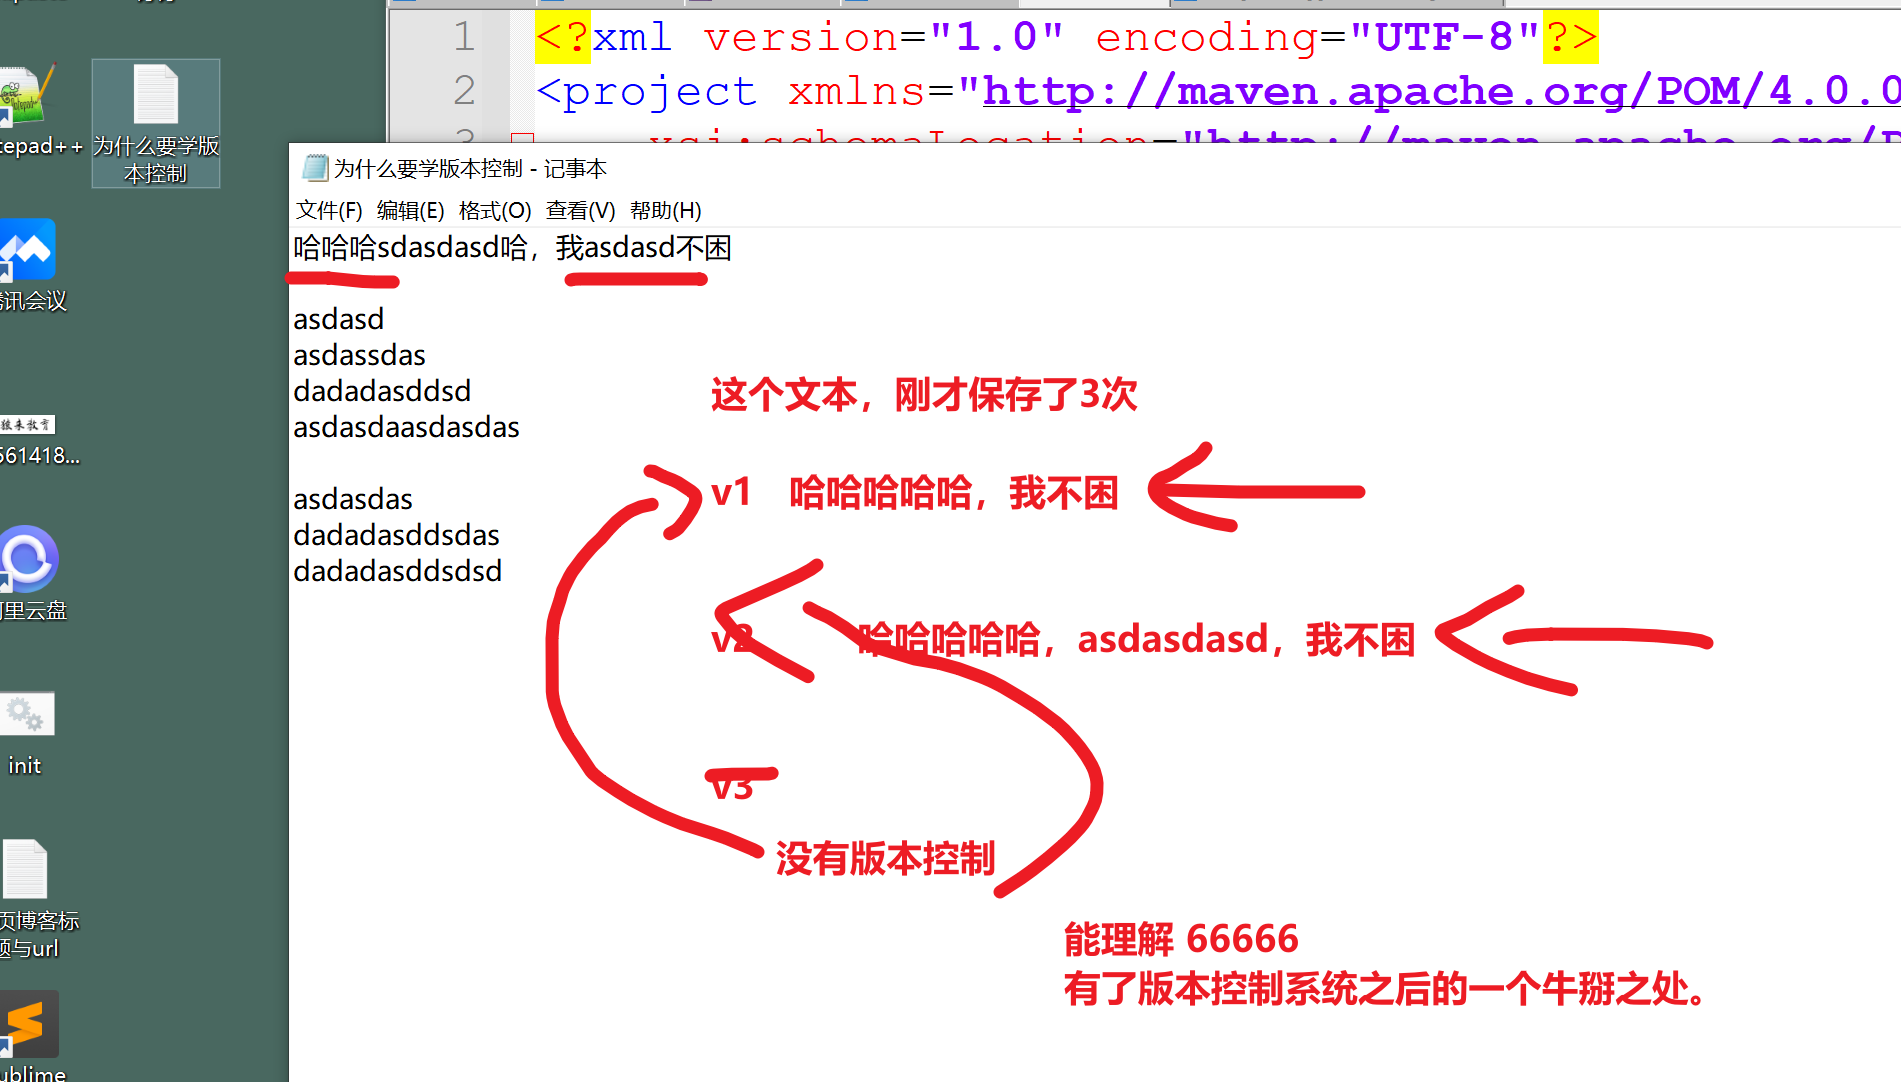 1 <?xml version="1.0" encoding="UTF-8"?>
2 <project xmlns="http://maven.apache.org/POM/4.0.0
3 xsi:schemaLocation="http://maven.apache.org/P
tepad++
为什么要学版
本控制
讯会议
561418...
里云盘
init
页博客标
题与url
ublime
为什么要学版本控制 - 记事本
文件(F) 编辑(E) 格式(O) 查看(V) 帮助(H)
哈哈哈sdasdasd哈，我asdasd不困
asdasd
asdassdas
dadadasddsd
asdasdaasdasdas
asdasdas
dadadasddsdas
dadadasddsdsd
这个文本，刚才保存了3次
v1 哈哈哈哈哈，我不困
v2 哈哈哈哈哈，asdasdasd，我不困
v3
没有版本控制
能理解 66666
有了版本控制系统之后的一个牛掰之处。